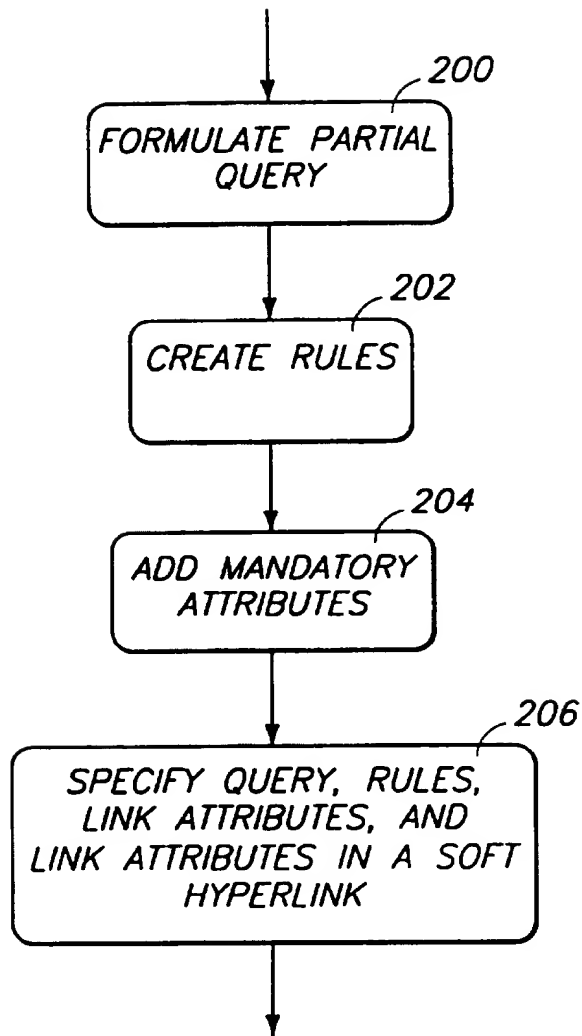 200
FORMULATE PARTIAL
QUERY
202
CREATE RULES
204
ADD MANDATORY
ATTRIBUTES
206
SPECIFY QUERY, RULES,
LINK ATTRIBUTES, AND
LINK ATTRIBUTES IN A SOFT
HYPERLINK